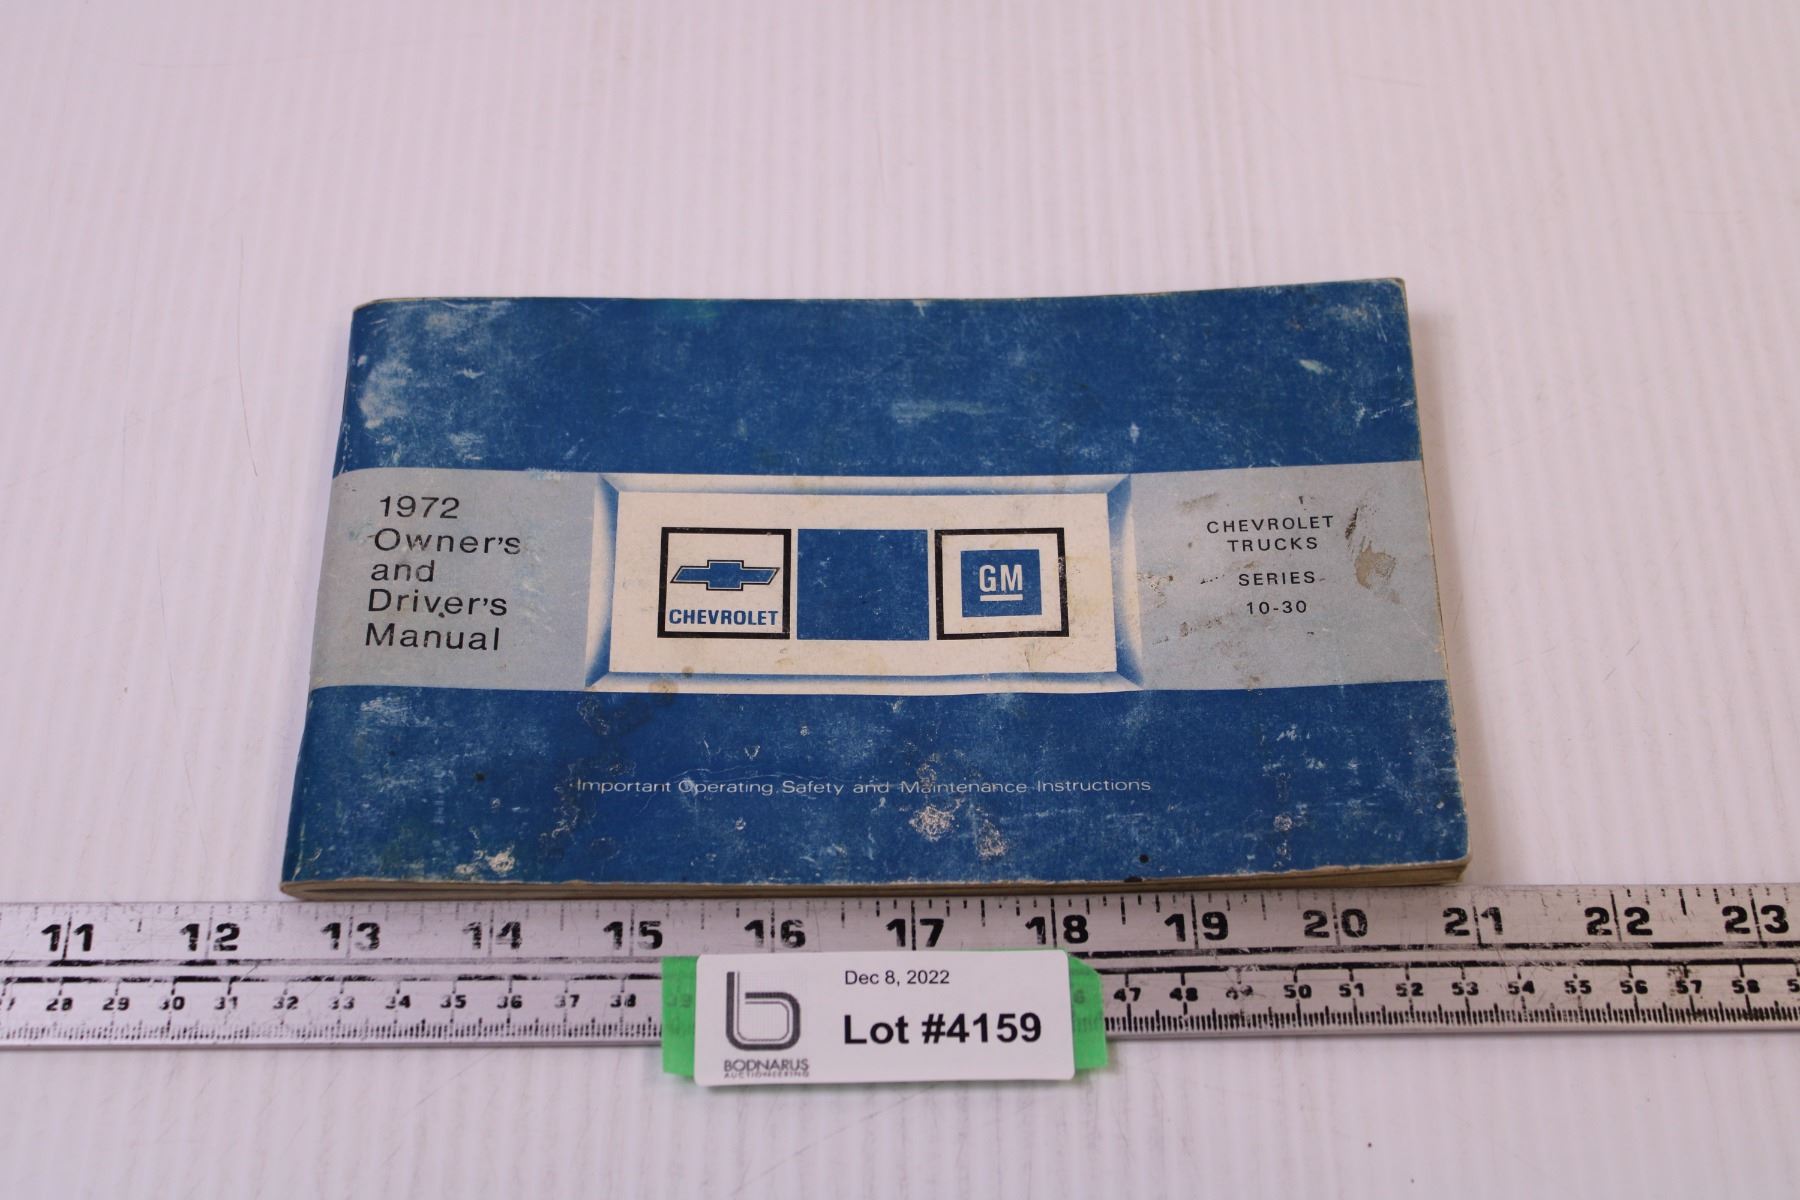 1972
Owner's
and
Driver's
Manual
CHEVROLET
GM
CHEVROLET
TRUCKS
SERIES
10-30
Important Operating, Safety and Maintenance Instructions
11 12 13 14 15 16 17 18 19 20 21 22 23
28 29 30 31 32 33 34 35 36 37 38 47 48 49 50 51 52 53 54 55 56 57 58
Dec 8, 2022
Lot #4159
b
BODNARUS
AUCTIONEERING